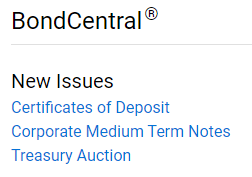 BondCentral®
New Issues
Certificates of Deposit
Corporate Medium Term Notes
Treasury Auction